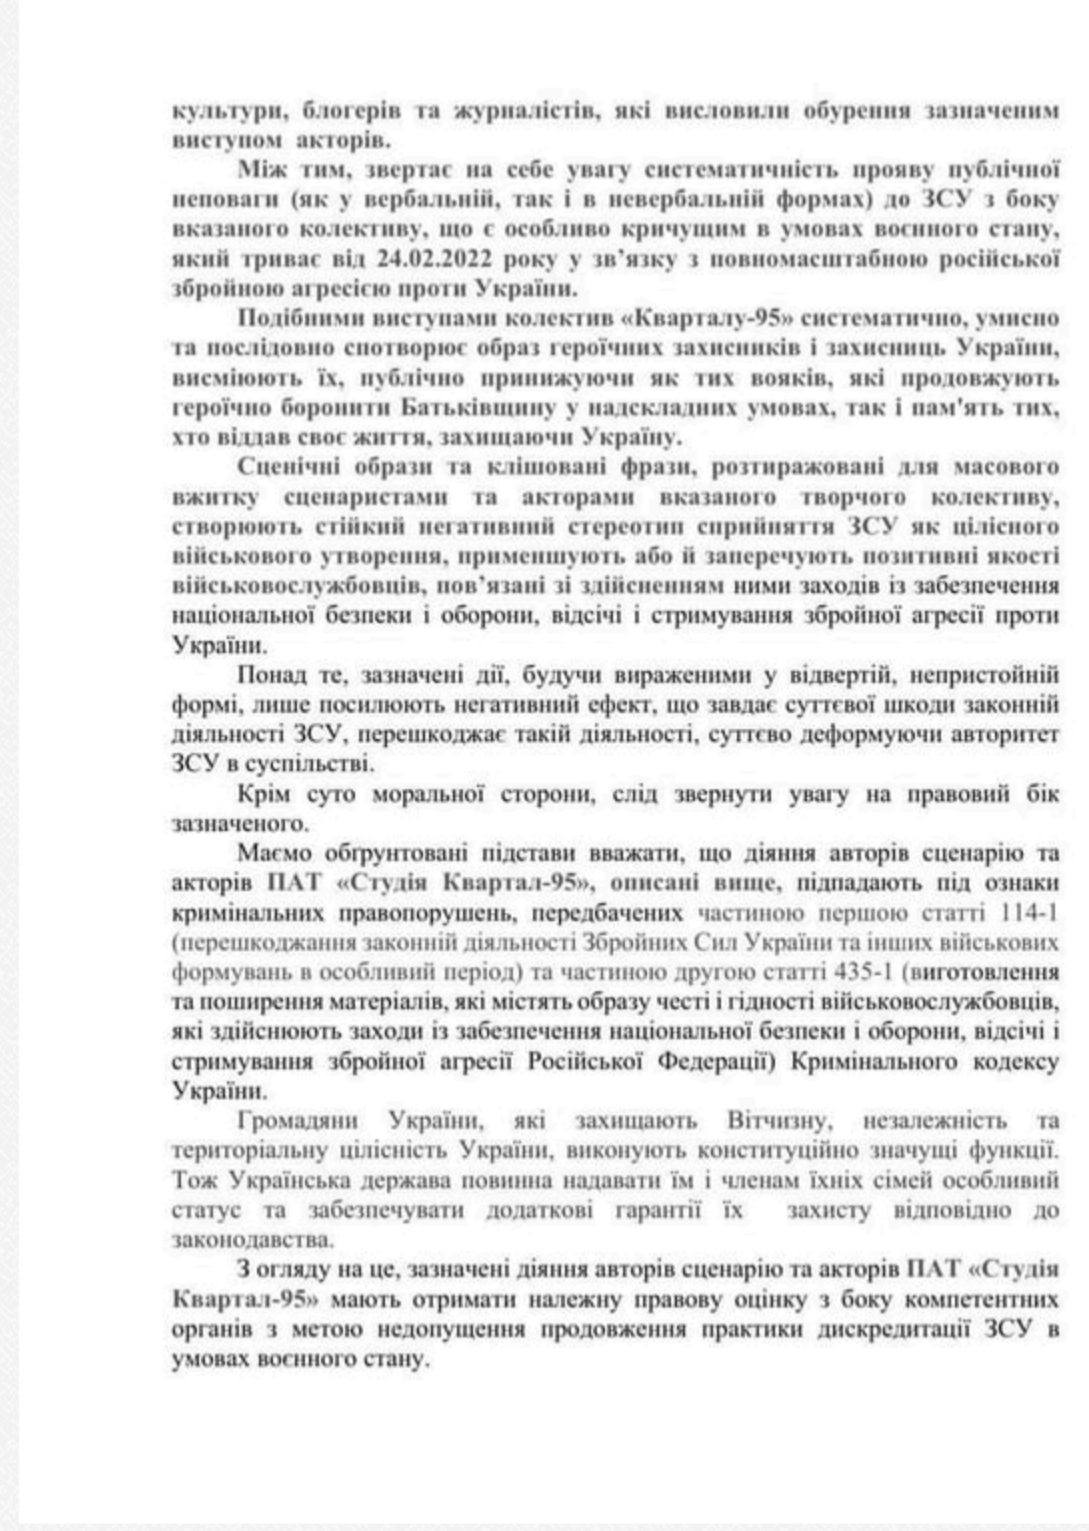 культури, блогерів та журналістів, які висловили обурення зазначеним
виступом акторів.
Між тим, звертає на себе увагу систематичність прояву публічної
неповаги (як у вербальній, так і в невербальній формах) до ЗСУ з боку
вказаного колективу, що є особливо кричущим в умовах воєнного стану,
який триває від 24.02.2022 року у зв’язку з повномасштабною російської
збройною агресією проти України.
Подібними виступами колектив «Кварталу-95» систематично, умисно
та послідовно спотворює образ героїчних захисників і захисниць України,
висміюють їх, публічно принижуючи як тих вояків, які продовжують
героїчно боронити Батьківщину у надскладних умовах, так і пам'ять тих,
хто віддав своє життя, захищаючи Україну.
Сценічні образи та клішовані фрази, розтиражовані для масового
вжитку сценаристами та акторами вказаного творчого колективу,
створюють стійкий негативний стереотип сприйняття ЗСУ як цілісного
військового утворення, применшують або й заперечують позитивні якості
військовослужбовців, пов’язані зі здійсненням ними заходів із забезпечення
національної безпеки і оборони, відсічі і стримування збройної агресії проти
України.
Понад те, зазначені дії, будучи вираженими у відвертій, непристойній
формі, лише посилюють негативний ефект, що завдає суттєвої шкоди законній
діяльності ЗСУ, перешкоджає такій діяльності, суттєво деформуючи авторитет
ЗСУ в суспільстві.
Крім суто моральної сторони, слід звернути увагу на правовий бік
зазначеного.
Маємо обґрунтовані підстави вважати, що діяння авторів сценарію та
акторів ПАТ «Студія Квартал-95», описані вище, підпадають під ознаки
кримінальних правопорушень, передбачених частиною першою статті 114-1
(перешкоджання законній діяльності Збройних Сил України та інших військових
формувань в особливий період) та частиною другою статті 435-1 (виготовлення
та поширення матеріалів, які містять образу честі і гідності військовослужбовців,
які здійснюють заходи із забезпечення національної безпеки і оборони, відсічі і
стримування збройної агресії Російської Федерації) Кримінального кодексу
України.
Громадяни України, які захищають Вітчизну, незалежність та
територіальну цілісність України, виконують конституційно значущі функції.
Тож Українська держава повинна надавати їм і членам їхніх сімей особливий
статус та забезпечувати додаткові гарантії їх захисту відповідно до
законодавства.
З огляду на це, зазначені діяння авторів сценарію та акторів ПАТ «Студія
Квартал-95» мають отримати належну правову оцінку з боку компетентних
органів з метою недопущення продовження практики дискредитації ЗСУ в
умовах воєнного стану.